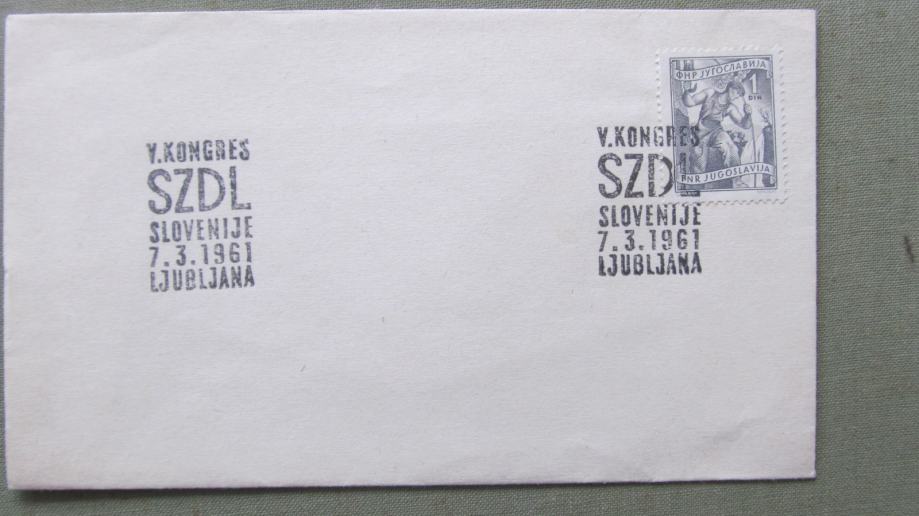 V.KONGRES
SZDL
SLOVENIJE
7.3.1961
LJUBLJANA
V.KONGRES
SZDL
SLOVENIJE
7.3.1961
LJUBLJANA
ФНР ЈУГОСЛАВИЈА
1
DIN
FNR JUGOSLAVIJA